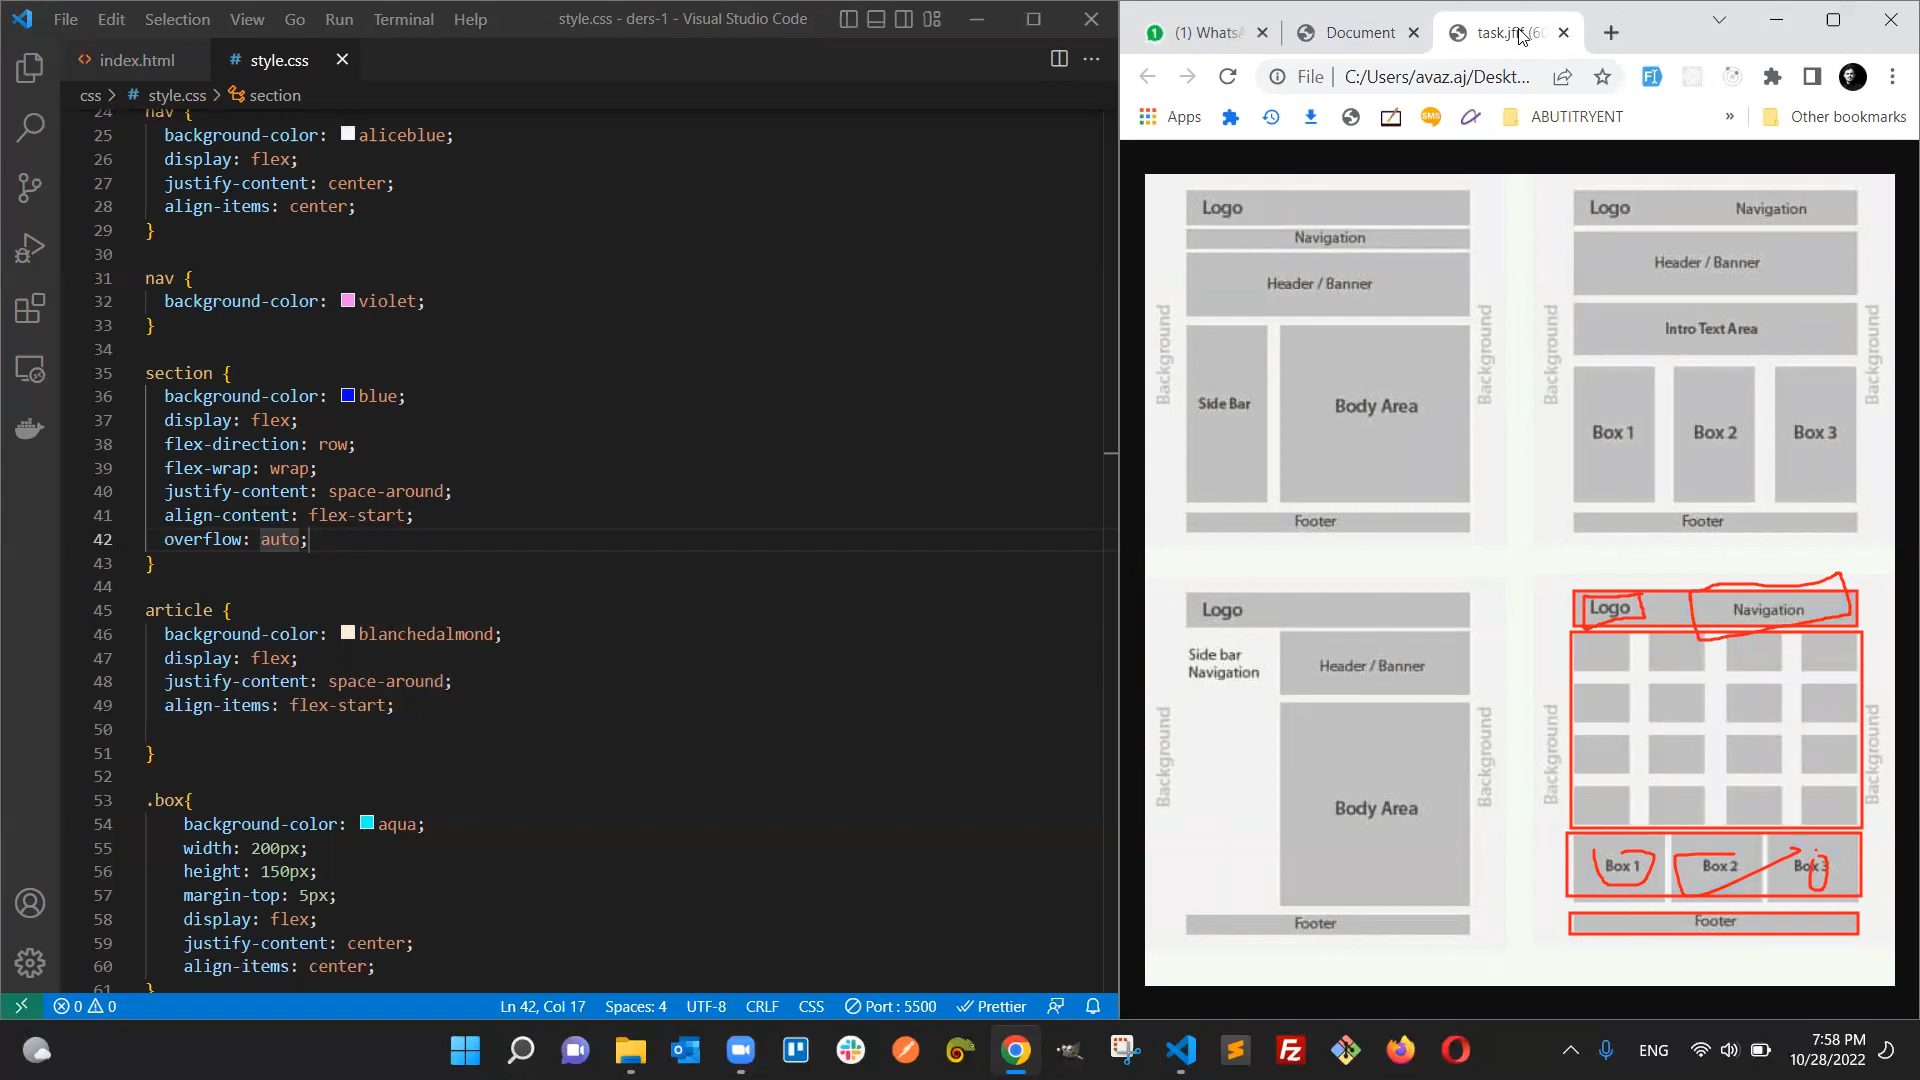 File Edit Selection View Go Run Terminal Help
style.css - ders-1 - Visual Studio Code
index.html
style.css
css > style.css > section
24 nav {
25 background-color: aliceblue;
26 display: flex;
27 justify-content: center;
28 align-items: center;
29 }
30
31 nav {
32 background-color: violet;
33 }
34
35 section {
36 background-color: blue;
37 display: flex;
38 flex-direction: row;
39 flex-wrap: wrap;
40 justify-content: space-around;
41 align-content: flex-start;
42 overflow: auto;
43 }
44
45 article {
46 background-color: blanchedalmond;
47 display: flex;
48 justify-content: space-around;
49 align-items: flex-start;
50
51 }
52
53 .box{
54 background-color: aqua;
55 width: 200px;
56 height: 150px;
57 margin-top: 5px;
58 display: flex;
59 justify-content: center;
60 align-items: center;
61 }
0 0
Ln 42, Col 17 Spaces: 4 UTF-8 CRLF CSS Port : 5500 Prettier
(1) WhatsA
Document
task.jfif (60
File | C:/Users/avaz.aj/Deskt...
Apps
SMS
ABUTITRYENT
» Other bookmarks
Logo
Navigation
Header / Banner
Background
Side Bar
Body Area
Background
Footer
Logo Navigation
Header / Banner
Intro Text Area
Background
Box 1 Box 2 Box 3
Background
Footer
Logo
Side bar
Navigation
Header / Banner
Background
Body Area
Background
Footer
Logo Navigation
Background
Background
Box 1 Box 2 Box 3
Footer
ENG
7:58 PM
10/28/2022